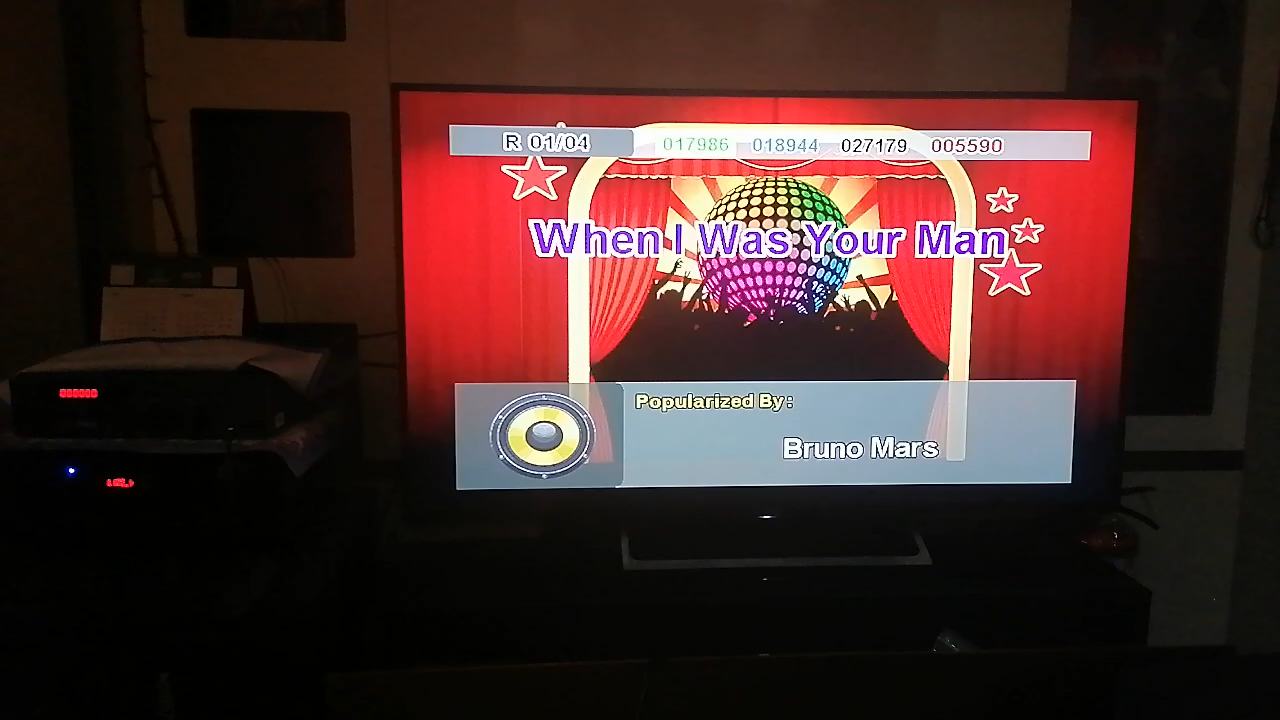 R 01/04 017986 018944 027179 005590
When I Was Your Man
Popularized By:
Bruno Mars